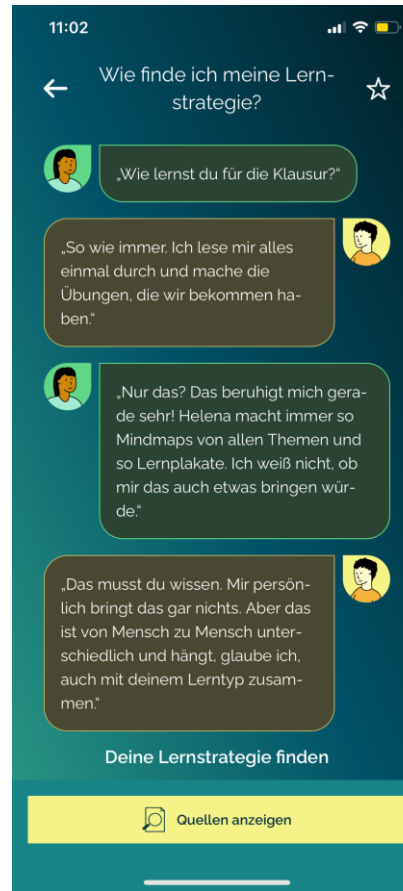 11:02
Wie finde ich meine Lern-
strategie?
„Wie lernst du für die Klausur?“
„So wie immer. Ich lese mir alles
einmal durch und mache die
Übungen, die wir bekommen ha-
ben.“
„Nur das? Das beruhigt mich gera-
de sehr! Helena macht immer so
Mindmaps von allen Themen und
so Lernplakate. Ich weiß nicht, ob
mir das auch etwas bringen wür-
de.“
„Das musst du wissen. Mir persön-
lich bringt das gar nichts. Aber das
ist von Mensch zu Mensch unter-
schiedlich und hängt, glaube ich,
auch mit deinem Lerntyp zusam-
men.“
Deine Lernstrategie finden
Quellen anzeigen